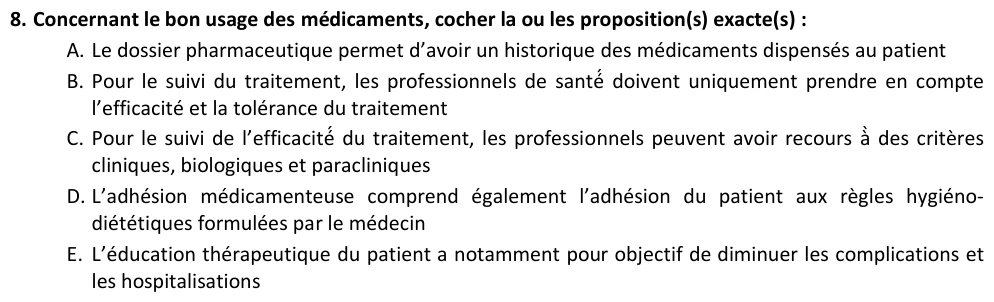 8. Concernant le bon usage des médicaments, cocher la ou les proposition(s) exacte(s) :
A. Le dossier pharmaceutique permet d’avoir un historique des médicaments dispensés au patient
B. Pour le suivi du traitement, les professionnels de santé doivent uniquement prendre en compte
l’efficacité et la tolérance du traitement
C. Pour le suivi de l’efficacité du traitement, les professionnels peuvent avoir recours à des critères
cliniques, biologiques et paracliniques
D. L’adhésion médicamenteuse comprend également l’adhésion du patient aux règles hygiéno-
diététiques formulées par le médecin
E. L’éducation thérapeutique du patient a notamment pour objectif de diminuer les complications et
les hospitalisations